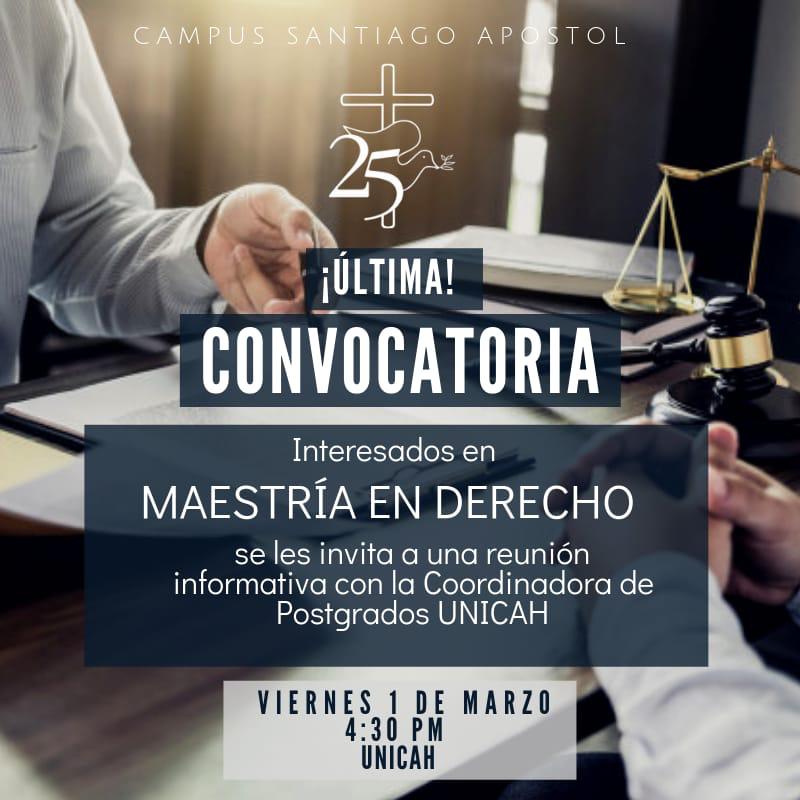 CAMPUS SANTIAGO APOSTOL
25
¡ÚLTIMA!
CONVOCATORIA
Interesados en
MAESTRÍA EN DERECHO
se les invita a una reunión
informativa con la Coordinadora de
Postgrados UNICAH
VIERNES 1 DE MARZO
4:30 PM
UNICAH